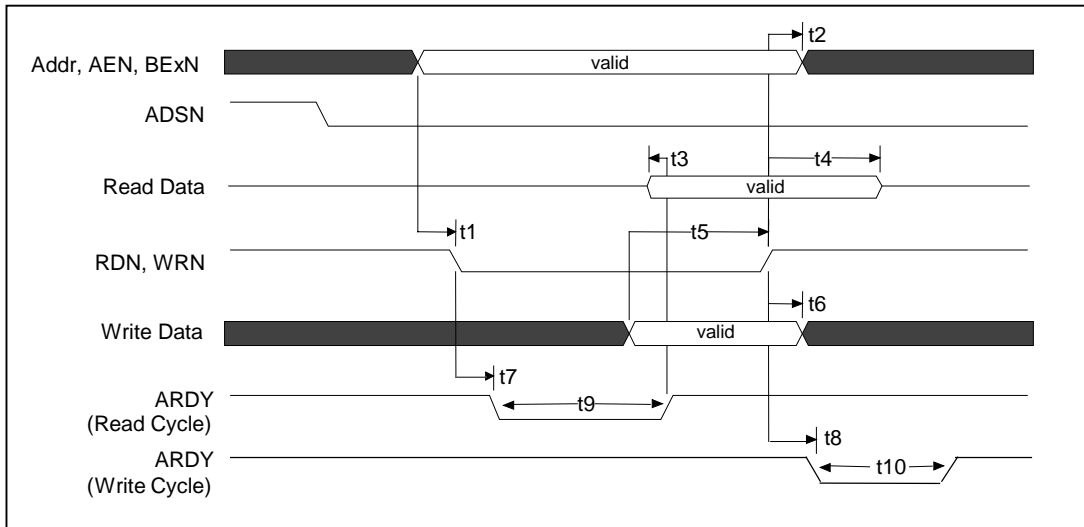 t2
Addr, AEN, BExN
valid
ADSN
t3
t4
Read Data
valid
t1
t5
RDN, WRN
t6
Write Data
valid
t7
ARDY
(Read Cycle)
t9
t8
ARDY
(Write Cycle)
t10